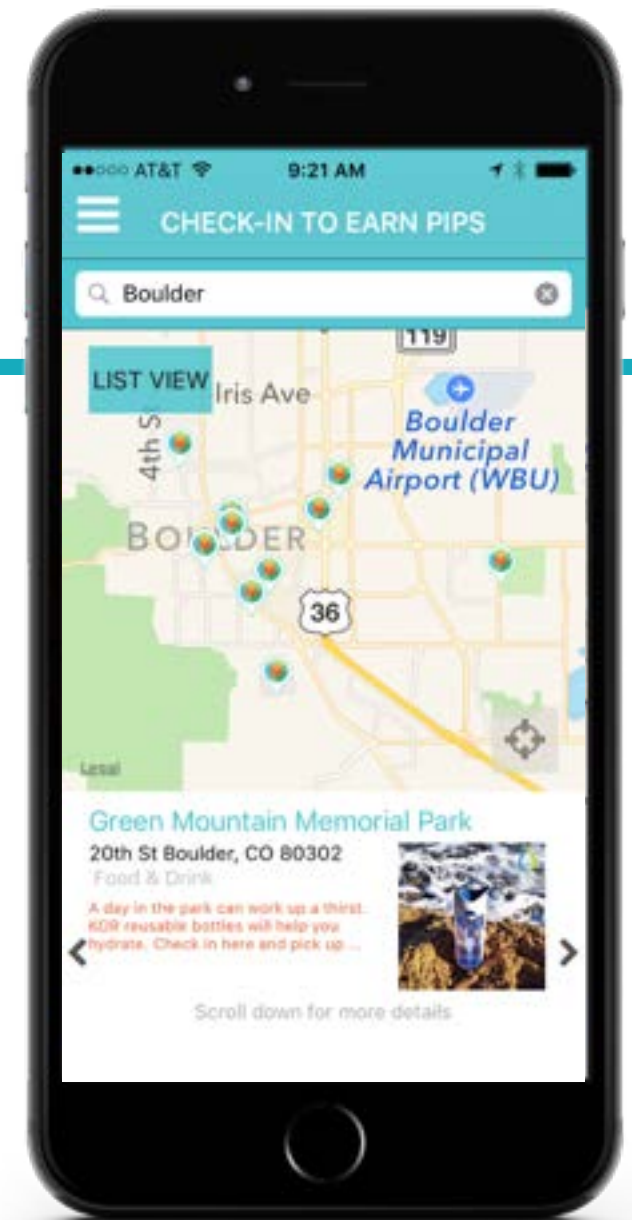 AT&T 9:21 AM
CHECK-IN TO EARN PIPS
Boulder
119
LIST VIEW
Iris Ave
4th S
Boulder
Municipal
Airport (WBU)
BOULDER
36
Legal
Green Mountain Memorial Park
20th St Boulder, CO 80302
Food & Drink
A day in the park can work up a thirst.
KOR reusable bottles will help you
hydrate. Check in here and pick up ...
Scroll down for more details